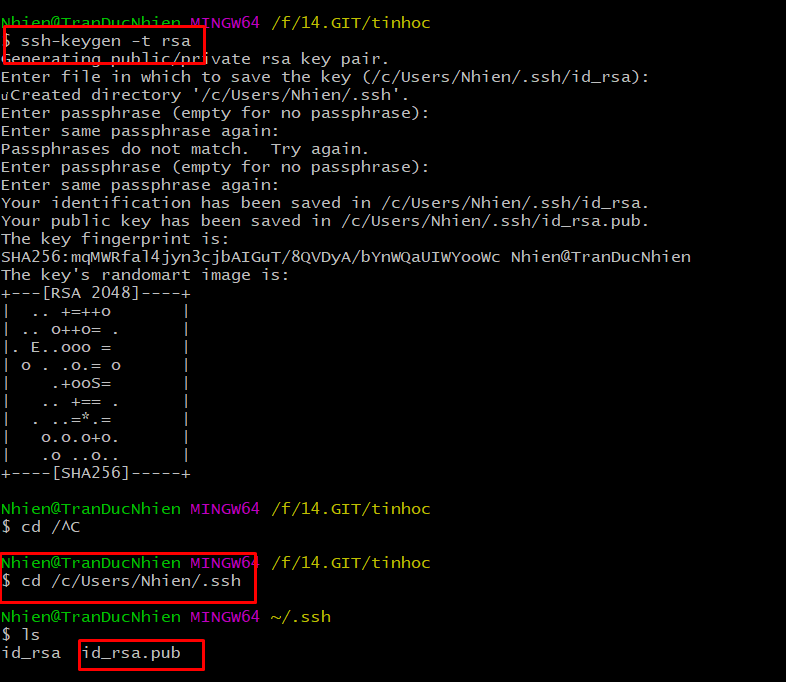 Nhien@TranDucNhien MINGW64 /f/14.GIT/tinhoc
$ ssh-keygen -t rsa
Generating public/private rsa key pair.
Enter file in which to save the key (/c/Users/Nhien/.ssh/id_rsa):
ưCreated directory '/c/Users/Nhien/.ssh'.
Enter passphrase (empty for no passphrase):
Enter same passphrase again:
Passphrases do not match.  Try again.
Enter passphrase (empty for no passphrase):
Enter same passphrase again:
Your identification has been saved in /c/Users/Nhien/.ssh/id_rsa.
Your public key has been saved in /c/Users/Nhien/.ssh/id_rsa.pub.
The key fingerprint is:
SHA256:mqMWRfal4jyn3cjbAIGuT/8QVDyA/bYnWQaUIWYooWc Nhien@TranDucNhien
The key's randomart image is:
+---[RSA 2048]----+
|  .. +=++o       |
| .. o++o= .      |
|. E..ooo =       |
| o . .o.= o      |
|    .+ooS=       |
|   .. +== .      |
|  . ..=*.=       |
|   o.o.o+o.      |
|   .o ..o..      |
+----[SHA256]-----+
Nhien@TranDucNhien MINGW64 /f/14.GIT/tinhoc
$ cd /^C
Nhien@TranDucNhien MINGW64 /f/14.GIT/tinhoc
$ cd /c/Users/Nhien/.ssh
Nhien@TranDucNhien MINGW64 ~/.ssh
$ ls
id_rsa  id_rsa.pub